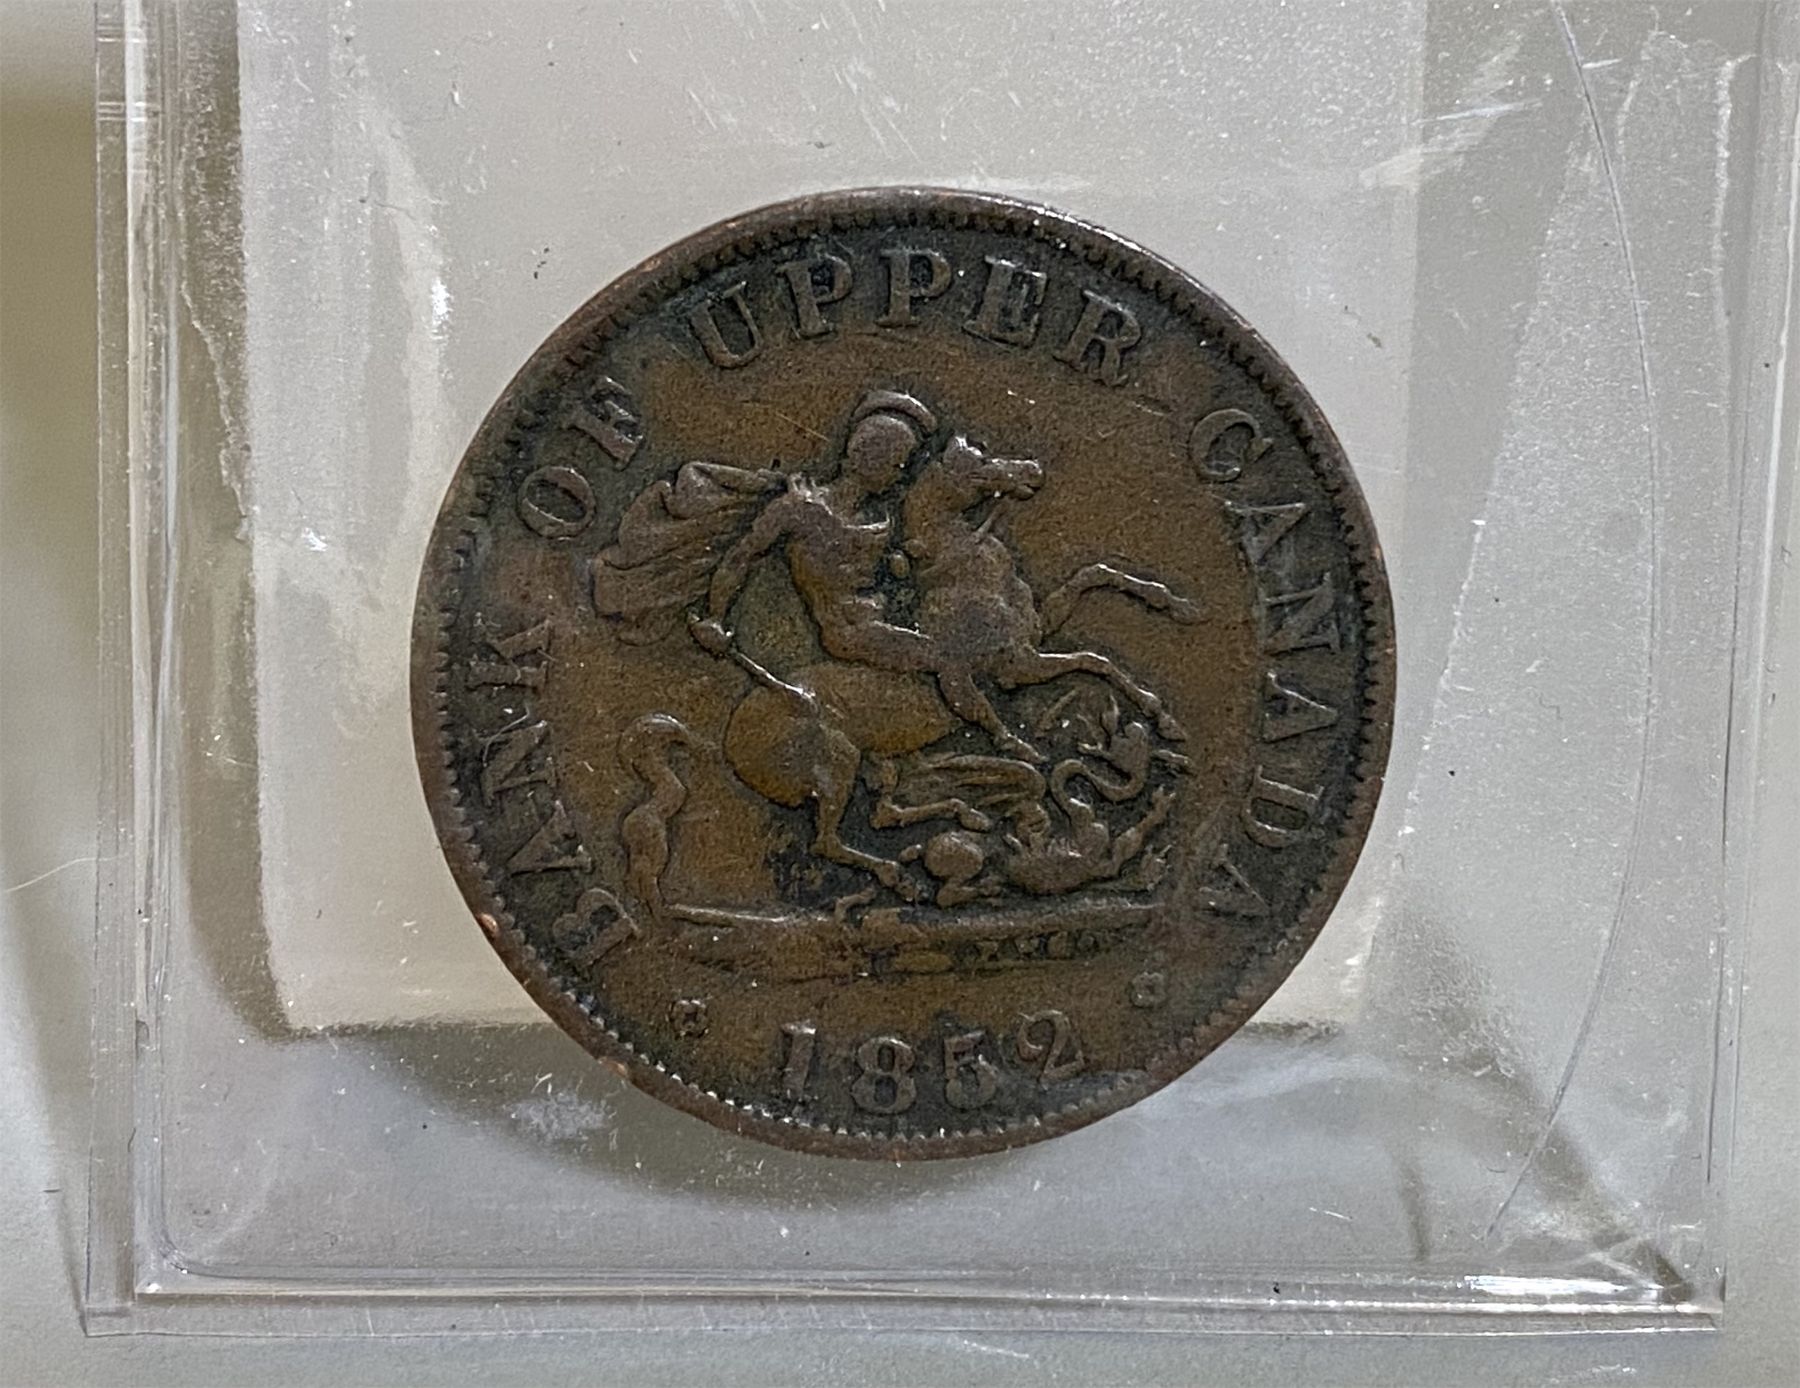 BANK OF UPPER CANADA
1852